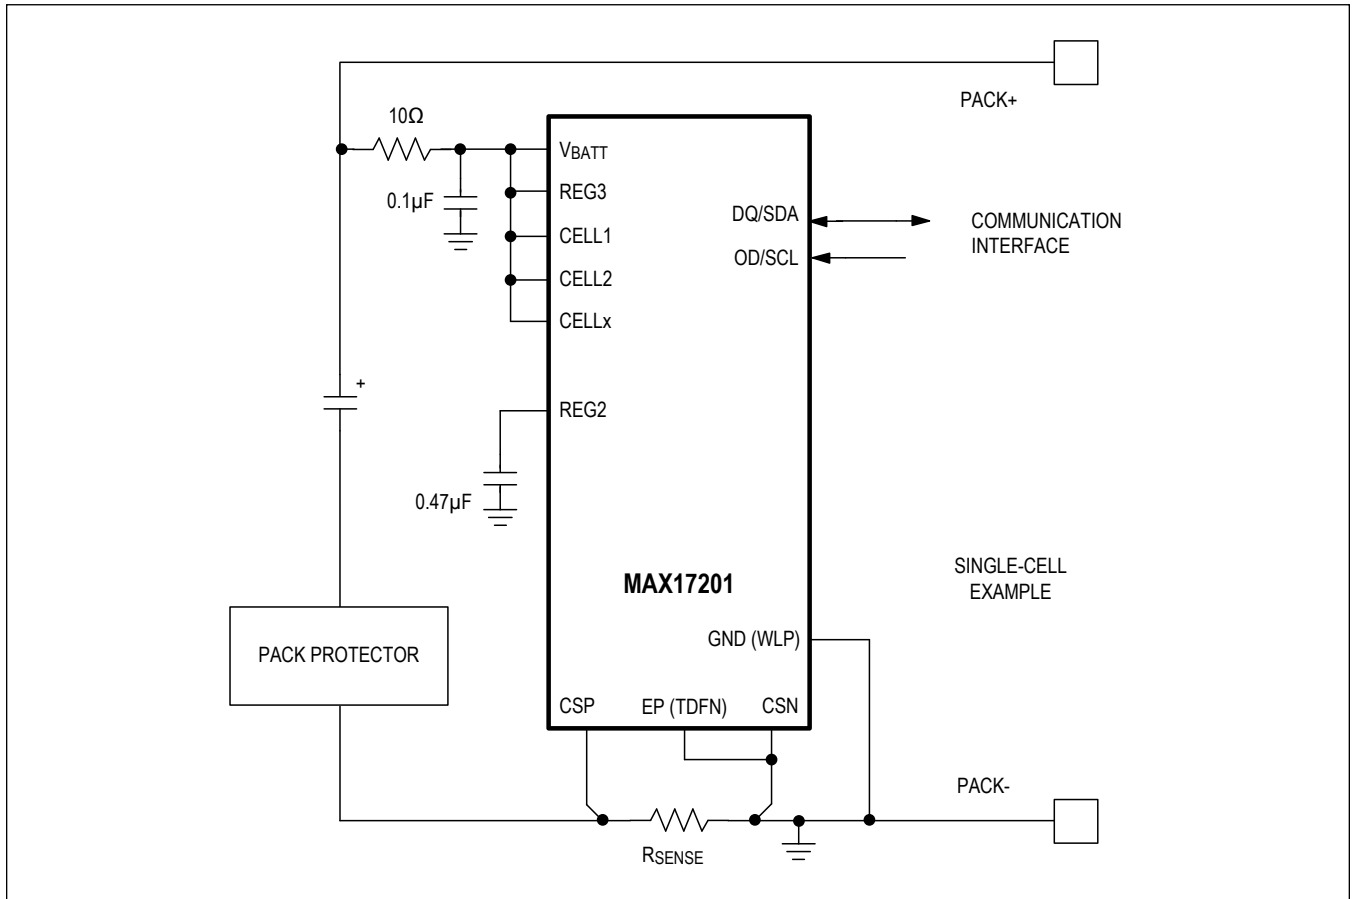 PACK+
10Ω
VBATT
REG3
0.1µF
DQ/SDA
COMMUNICATION
INTERFACE
CELL1
OD/SCL
CELL2
CELLx
+
REG2
0.47µF
SINGLE-CELL
EXAMPLE
MAX17201
GND (WLP)
PACK PROTECTOR
CSP
EP (TDFN)
CSN
PACK-
RSENSE